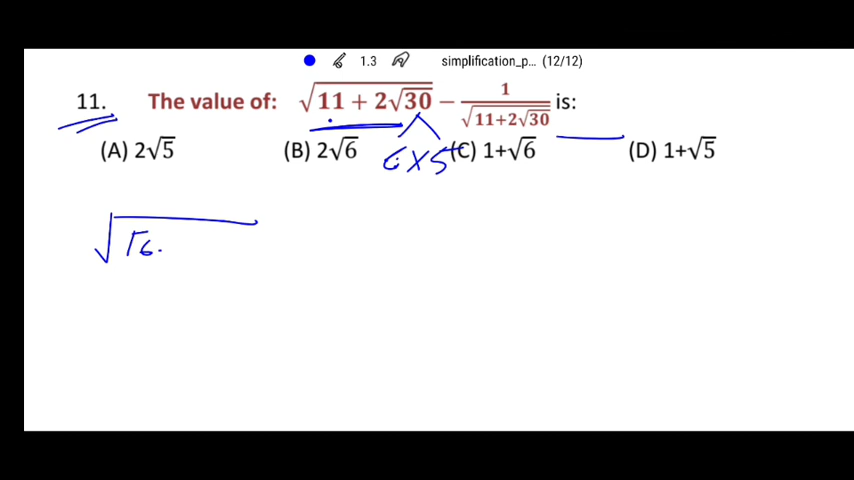 1.3 simplification_p... (12/12)
11. The value of: √(11 + 2√30) − 1/√(11+2√30) is:
6 × 5
(A) 2√5 (B) 2√6 (C) 1+√6 (D) 1+√5
√(√6.